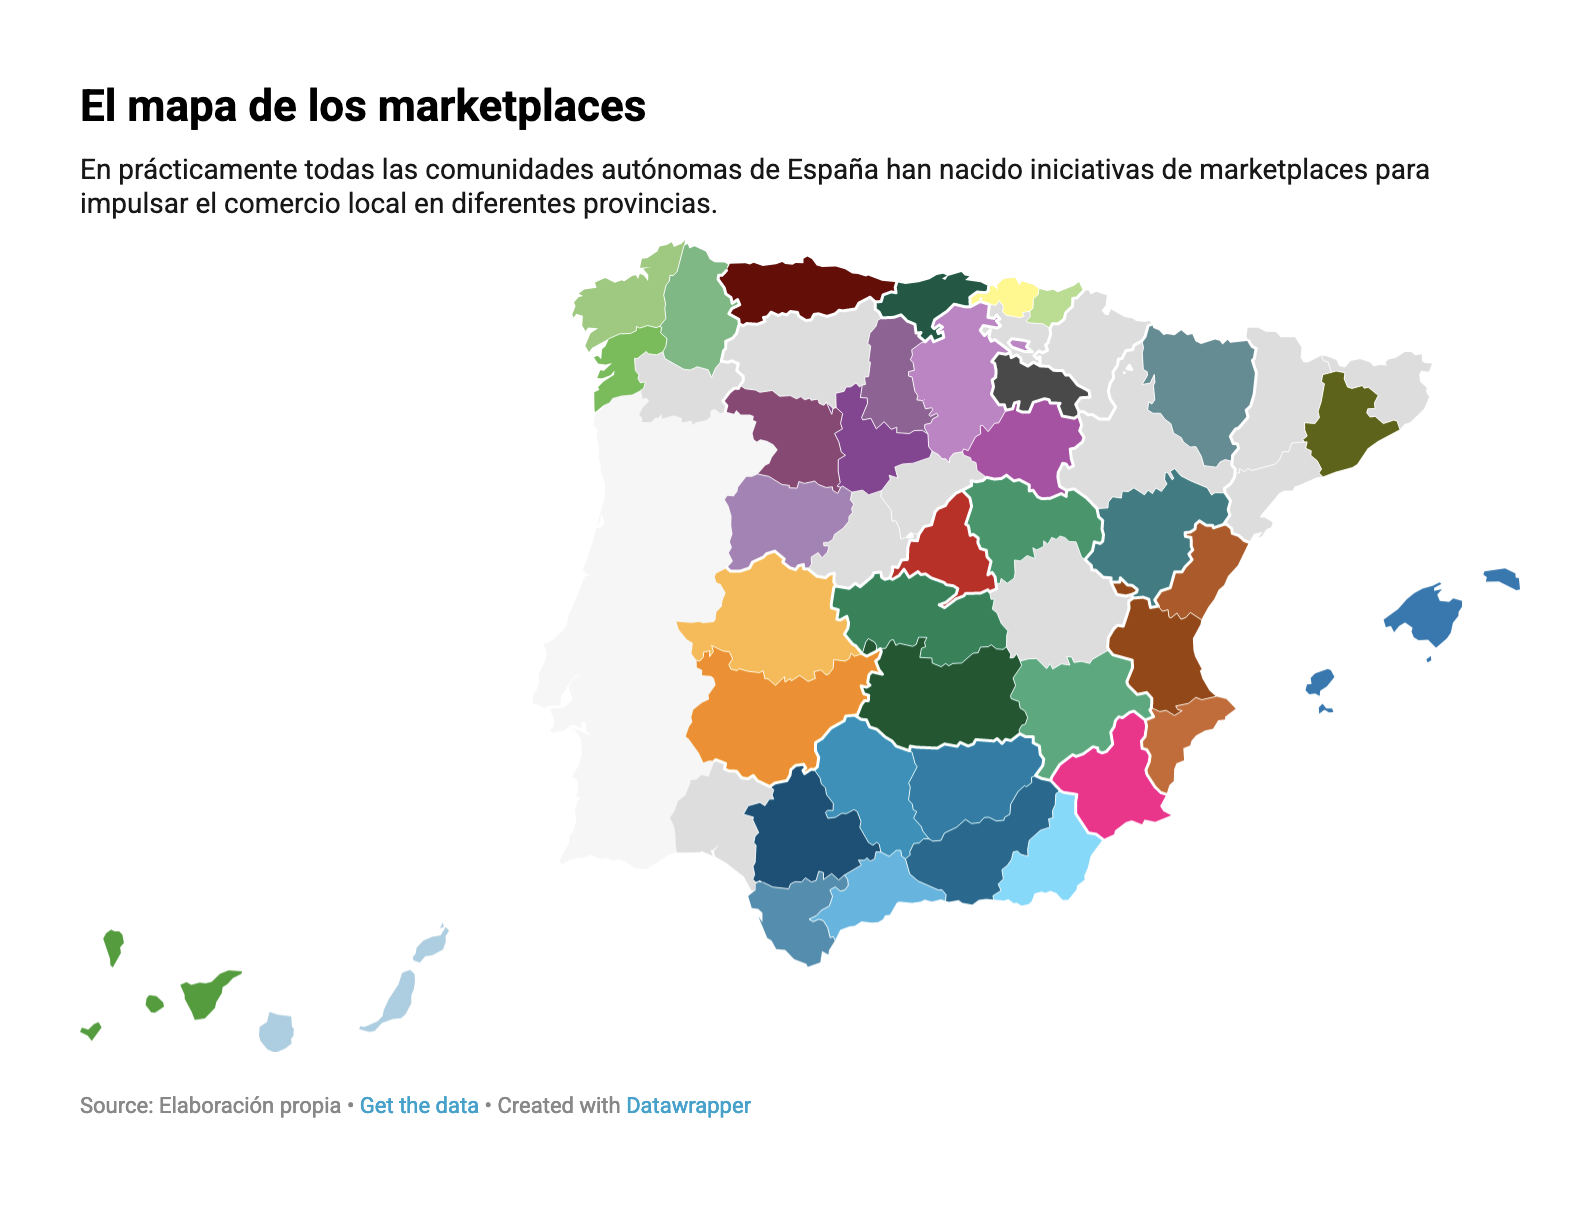 El mapa de los marketplaces
En prácticamente todas las comunidades autónomas de España han nacido iniciativas de marketplaces para
impulsar el comercio local en diferentes provincias.
Source: Elaboración propia • Get the data • Created with Datawrapper